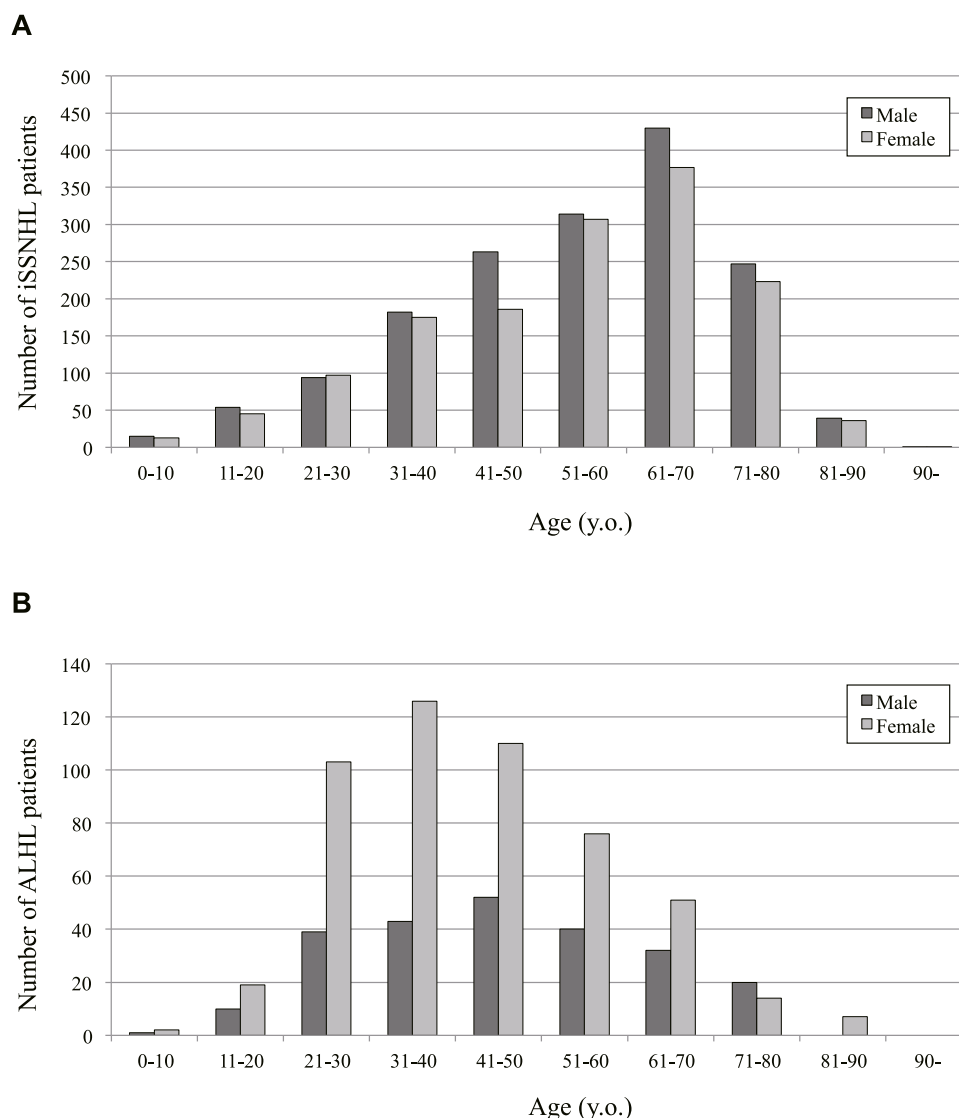 A
Number of iSSNHL patients
500
450
400
350
300
250
200
150
100
50
0
Male
Female
0-10 11-20 21-30 31-40 41-50 51-60 61-70 71-80 81-90 90-
Age (y.o.)
B
Number of ALHL patients
140
120
100
80
60
40
20
0
Male
Female
0-10 11-20 21-30 31-40 41-50 51-60 61-70 71-80 81-90 90-
Age (y.o.)